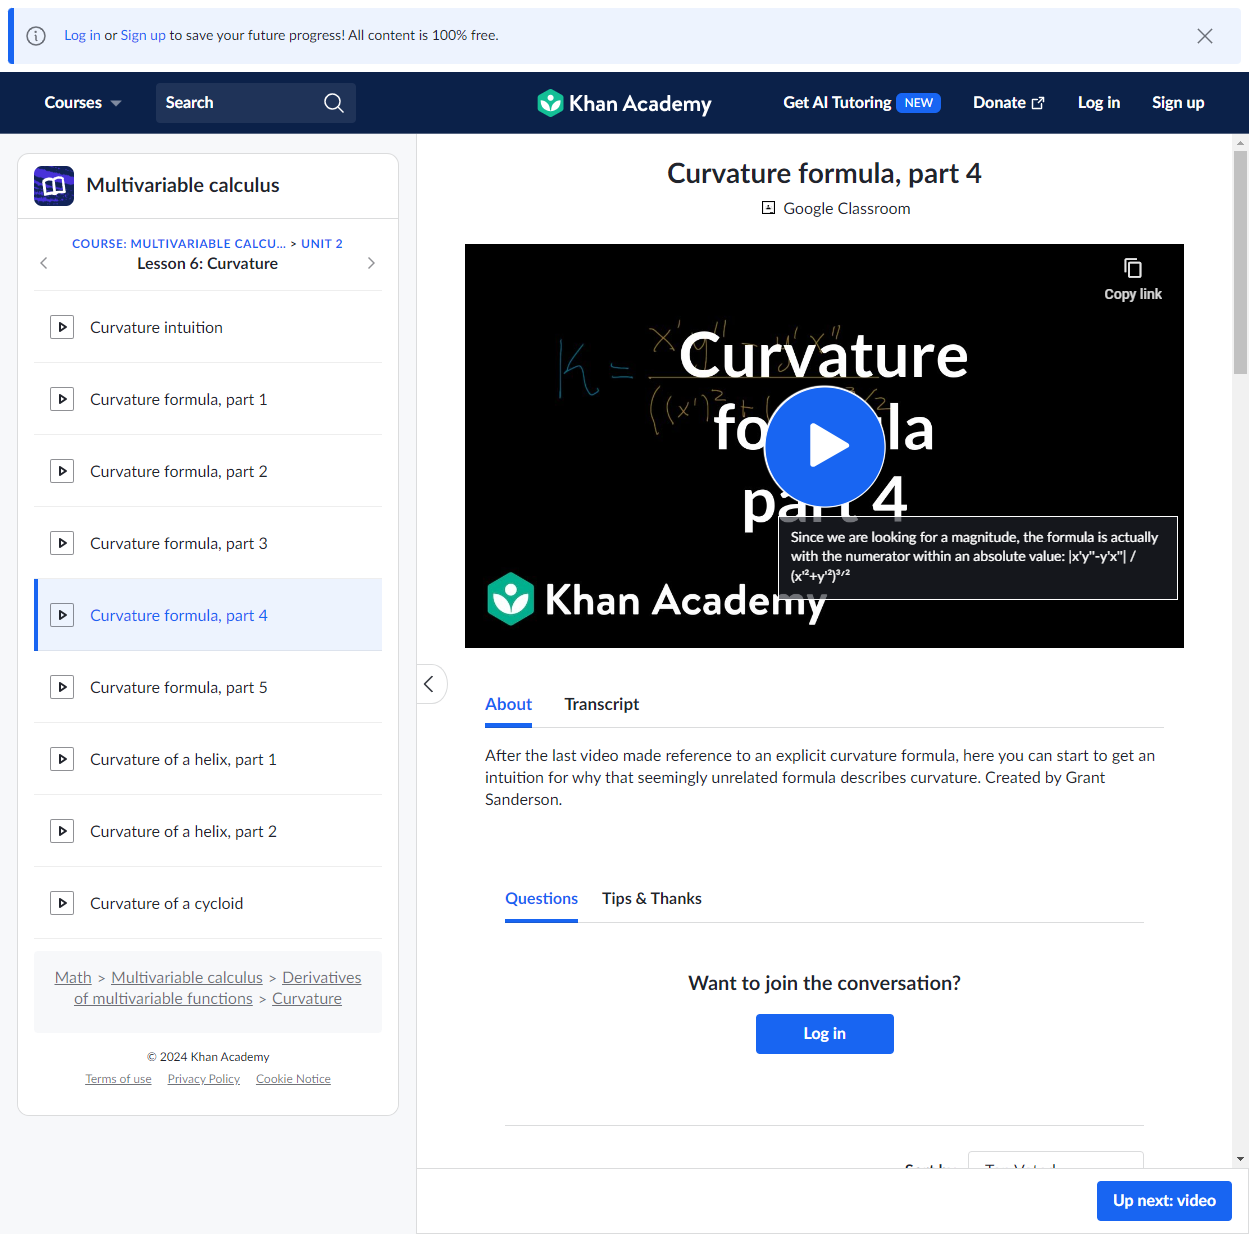 Log in or Sign up to save your future progress! All content is 100% free.
Courses
Search
Khan Academy
Get AI Tutoring NEW
Donate
Log in
Sign up
Multivariable calculus
COURSE: MULTIVARIABLE CALCU... > UNIT 2
Lesson 6: Curvature
Curvature intuition
Curvature formula, part 1
Curvature formula, part 2
Curvature formula, part 3
Curvature formula, part 4
Curvature formula, part 5
Curvature of a helix, part 1
Curvature of a helix, part 2
Curvature of a cycloid
Math > Multivariable calculus > Derivatives
of multivariable functions > Curvature
© 2024 Khan Academy
Terms of use Privacy Policy Cookie Notice
Curvature formula, part 4
Google Classroom
Copy link
Curvature
part 4
Since we are looking for a magnitude, the formula is actually
with the numerator within an absolute value: |x'y"-y'x"| /
(x'²+y'²)³ᐟ²
Khan Academy
About
Transcript
After the last video made reference to an explicit curvature formula, here you can start to get an
intuition for why that seemingly unrelated formula describes curvature. Created by Grant
Sanderson.
Questions
Tips & Thanks
Want to join the conversation?
Log in
Up next: video